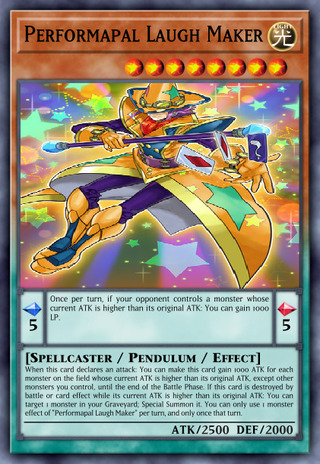 Performapal Laugh Maker
LIGHT
光
Once per turn, if your opponent controls a monster whose
current ATK is higher than its original ATK: You can gain 1000
LP.
5
5
[Spellcaster / Pendulum / Effect]
When this card declares an attack: You can make this card gain 1000 ATK for each
monster on the field whose current ATK is higher than its original ATK, except other
monsters you control, until the end of the Battle Phase. If this card is destroyed
by battle or card effect while its current ATK is higher than its original ATK: You can
target 1 monster in your Graveyard; Special Summon it. You can only use 1 monster
effect of "Performapal Laugh Maker" per turn, and only once that turn.
ATK/2500 DEF/2000